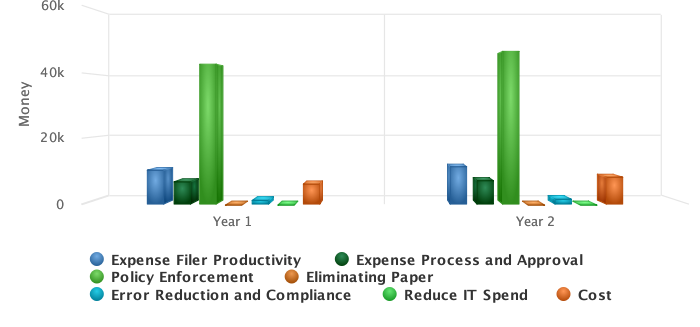 60k
40k
20k
0
Money
Year 1
Year 2
Expense Filer Productivity
Expense Process and Approval
Policy Enforcement
Eliminating Paper
Error Reduction and Compliance
Reduce IT Spend
Cost